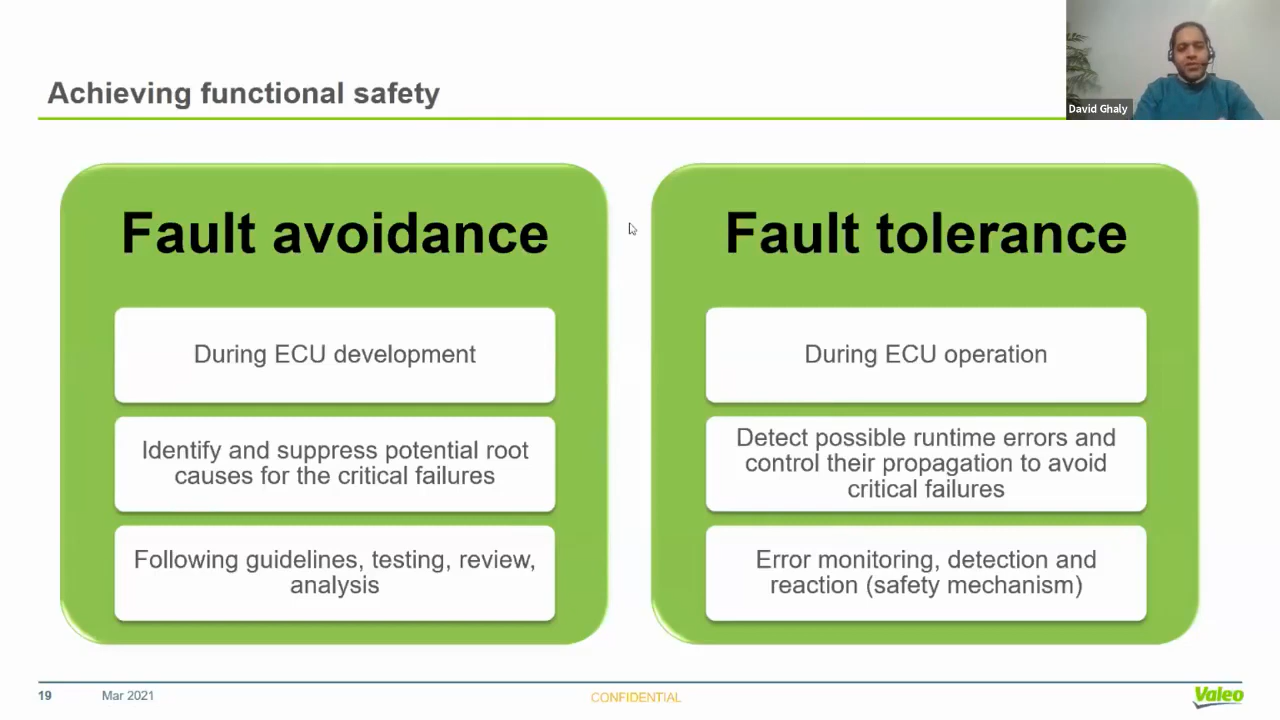 Achieving functional safety
David Ghaly
Fault avoidance
During ECU development
Identify and suppress potential root
causes for the critical failures
Following guidelines, testing, review,
analysis
Fault tolerance
During ECU operation
Detect possible runtime errors and
control their propagation to avoid
critical failures
Error monitoring, detection and
reaction (safety mechanism)
19
Mar 2021
CONFIDENTIAL
Valeo